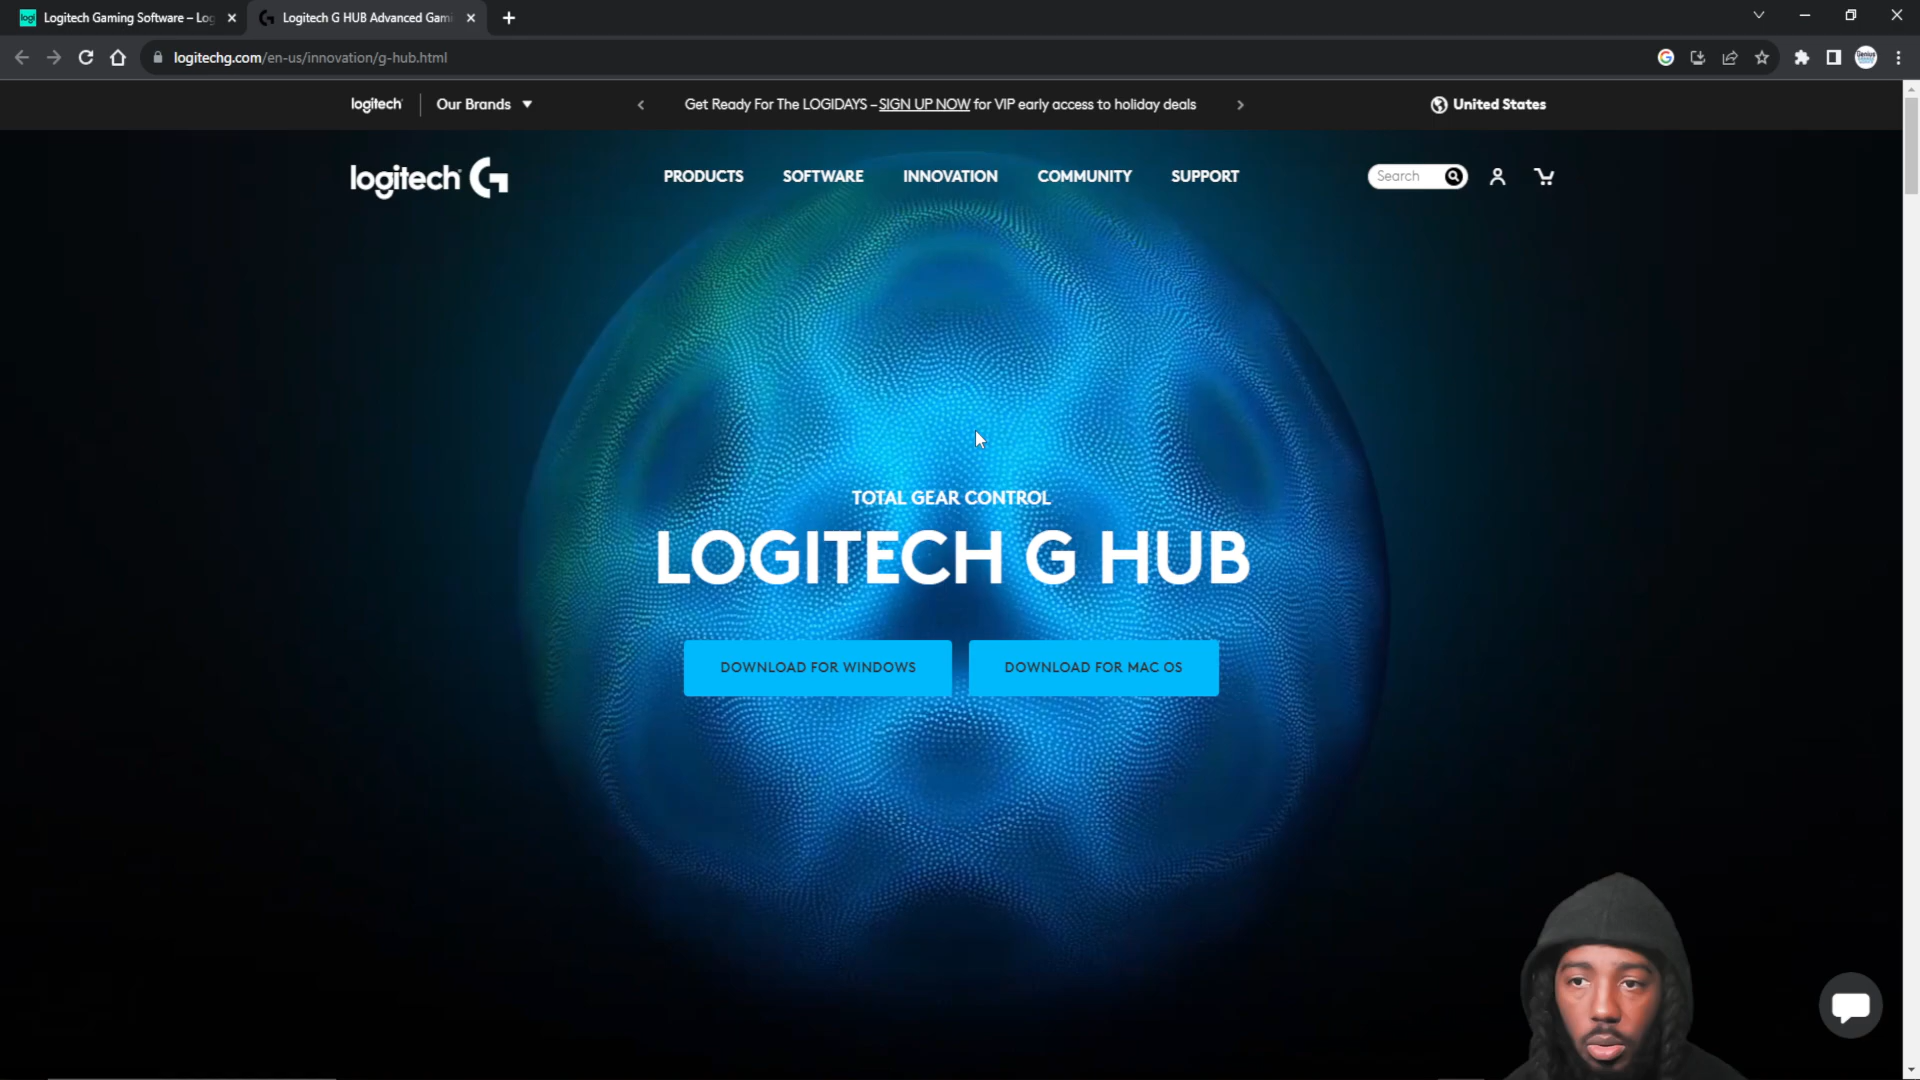 logi Logitech Gaming Software – Log
Logitech G HUB Advanced Gami
logitechg.com/en-us/innovation/g-hub.html
logitech
Our Brands
Get Ready For The LOGIDAYS – SIGN UP NOW for VIP early access to holiday deals
United States
logitech G
PRODUCTS
SOFTWARE
INNOVATION
COMMUNITY
SUPPORT
Search
TOTAL GEAR CONTROL
LOGITECH G HUB
DOWNLOAD FOR WINDOWS
DOWNLOAD FOR MAC OS